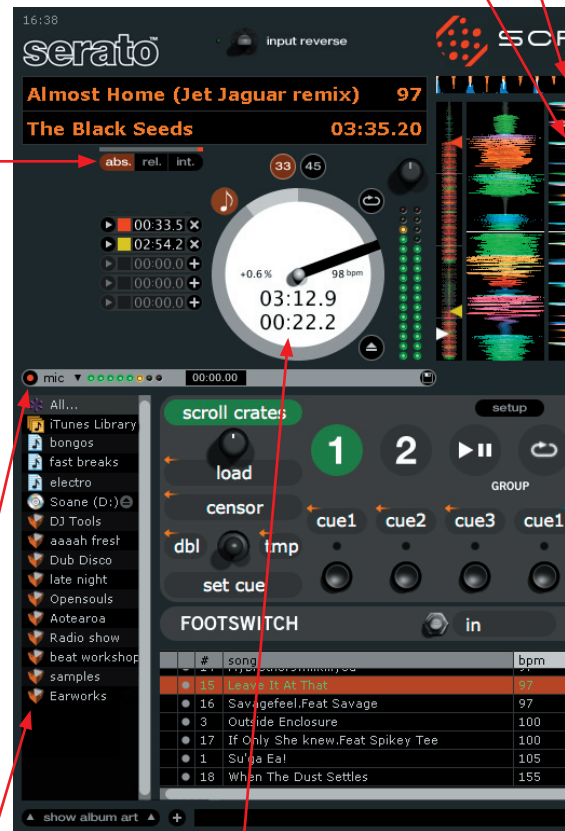 16:38
serato
input reverse
SCR
Almost Home (Jet Jaguar remix) 97
The Black Seeds 03:35.20
abs. rel. int.
33 45
00:33.5
02:54.2
00:00.0
00:00.0
00:00.0
+0.6% 98 bpm
03:12.9
00:22.2
mic 00:00.00
All...
iTunes Library
bongos
fast breaks
electro
Soane (D:)
DJ Tools
aaaah fresh
Dub Disco
late night
Opensouls
Aotearoa
Radio show
beat workshop
samples
Earworks
scroll crates setup
load
1 2
GROUP
censor
cue1 cue2 cue3 cue1
dbl tmp
set cue
FOOTSWITCH in
# song bpm
15 Leave It At That 97
16 Savagefeel.Feat Savage 97
3 Outside Enclosure 100
17 If Only She knew.Feat Spikey Tee 100
1 Su'ga Ea! 105
18 When The Dust Settles 155
show album art